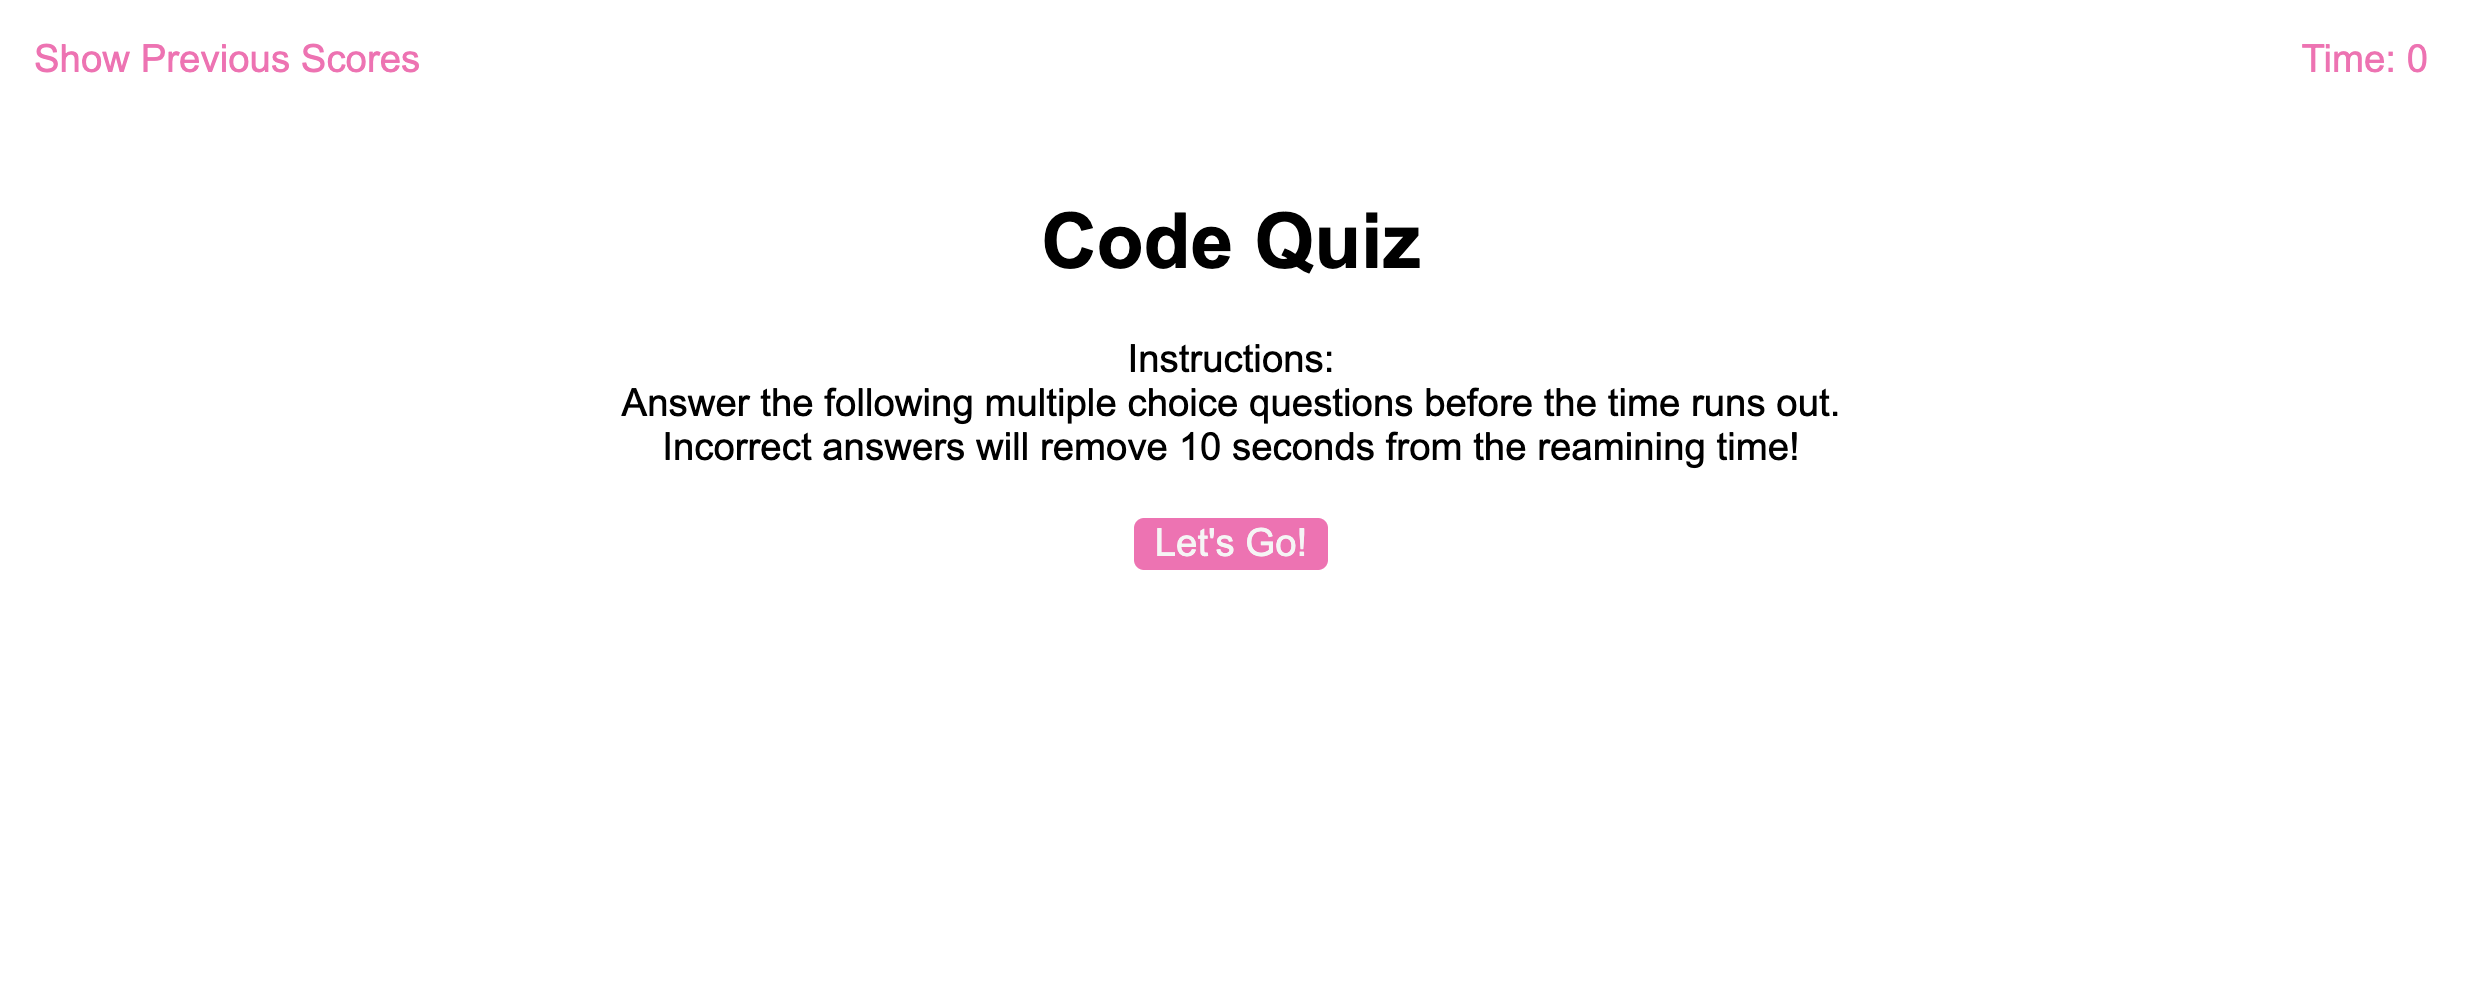 Show Previous Scores
Time: 0
Code Quiz
Instructions:
Answer the following multiple choice questions before the time runs out.
Incorrect answers will remove 10 seconds from the reamining time!
Let's Go!